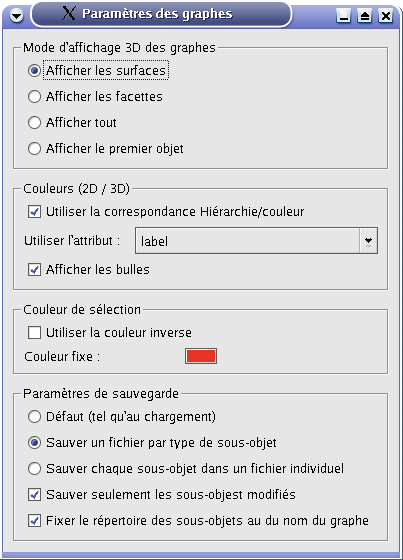 Paramètres des graphes
Mode d'affichage 3D des graphes
Afficher les surfaces
Afficher les facettes
Afficher tout
Afficher le premier objet
Couleurs (2D / 3D)
Utiliser la correspondance Hiérarchie/couleur
Utiliser l'attribut : label
Afficher les bulles
Couleur de sélection
Utiliser la couleur inverse
Couleur fixe :
Paramètres de sauvegarde
Défaut (tel qu'au chargement)
Sauver un fichier par type de sous-objet
Sauver chaque sous-objet dans un fichier individuel
Sauver seulement les sous-objest modifiés
Fixer le répertoire des sous-objets au du nom du graphe